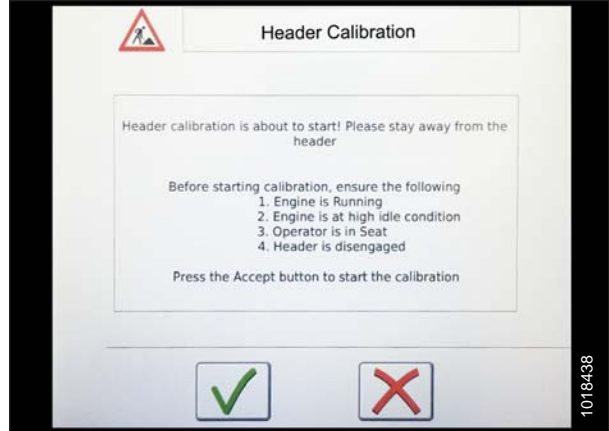 Header Calibration
Header calibration is about to start! Please stay away from the
header
Before starting calibration, ensure the following
1. Engine is Running
2. Engine is at high idle condition
3. Operator is in Seat
4. Header is disengaged
Press the Accept button to start the calibration
1018438